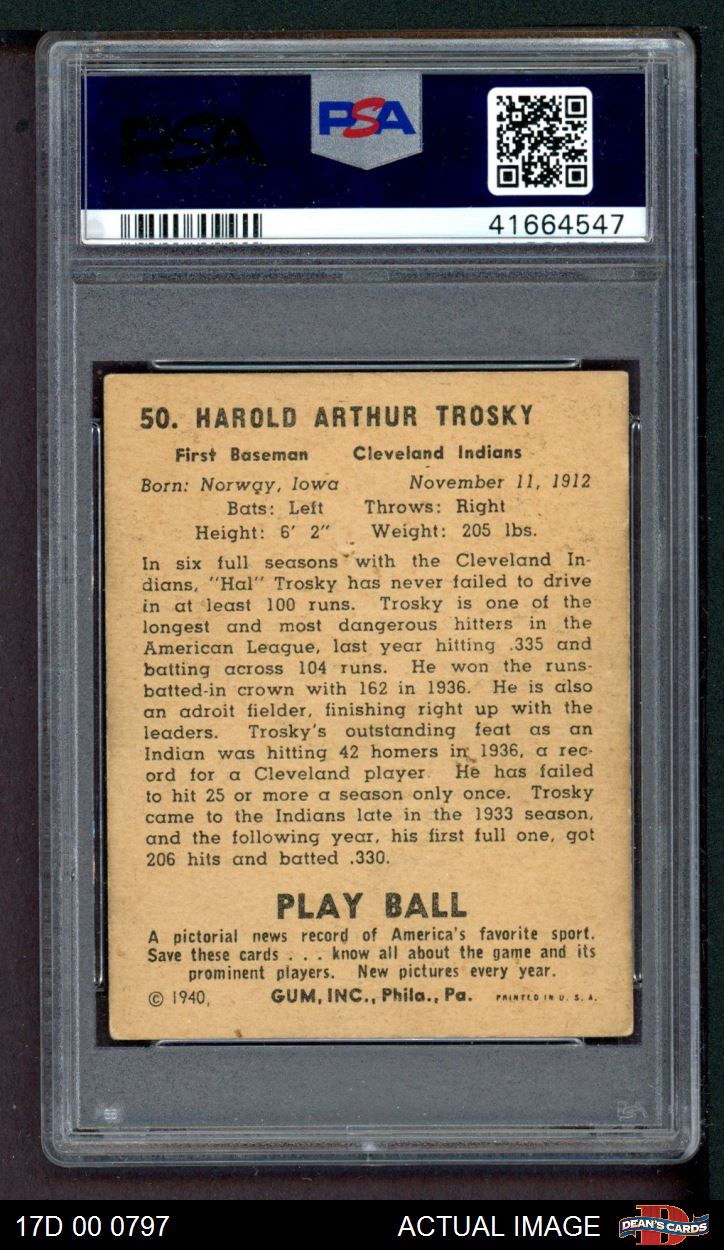 PSA
PSA
41664547
50. HAROLD ARTHUR TROSKY
First Baseman Cleveland Indians
Born: Norway, Iowa November 11, 1912
Bats: Left Throws: Right
Height: 6' 2" Weight: 205 lbs.
In six full seasons with the Cleveland In-
dians, "Hal" Trosky has never failed to drive
in at least 100 runs. Trosky is one of the
longest and most dangerous hitters in the
American League, last year hitting .335 and
batting across 104 runs. He won the runs-
batted-in crown with 162 in 1936. He is also
an adroit fielder, finishing right up with the
leaders. Trosky's outstanding feat as an
Indian was hitting 42 homers in 1936, a rec-
ord for a Cleveland player. He has failed
to hit 25 or more a season only once. Trosky
came to the Indians late in the 1933 season,
and the following year, his first full one, got
206 hits and batted .330.
PLAY BALL
A pictorial news record of America's favorite sport.
Save these cards . . . know all about the game and its
prominent players. New pictures every year.
© 1940, GUM, INC., Phila., Pa. PRINTED IN U. S. A.
PSA
17D 00 0797 ACTUAL IMAGE DEAN'S CARDS